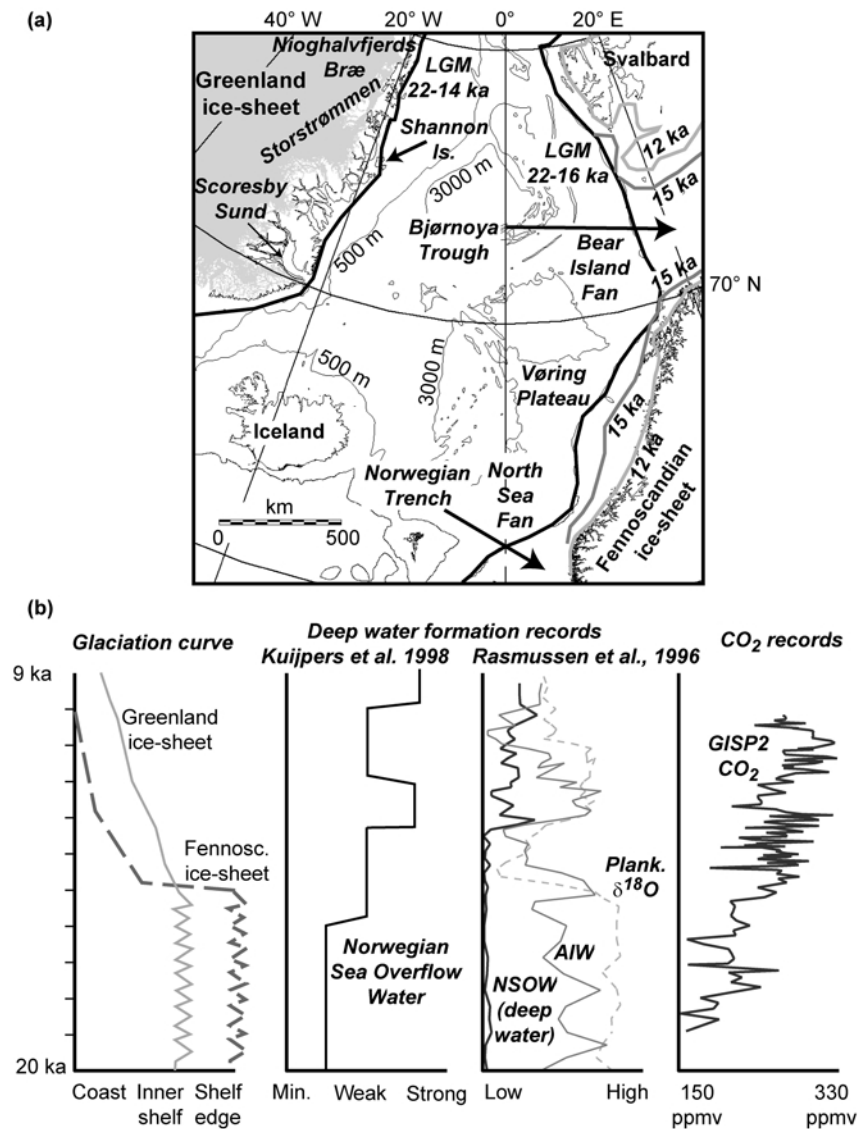 (a)
40° W
20° W
0°
20° E
Nioghalvfjerds
Bræ
Greenland
ice-sheet
Storstrømmen
LGM
22-14 ka
Shannon
Is.
Scoresby
Sund
3000 m
500 m
Svalbard
LGM
22-16 ka
12 ka
15 ka
Bjørnoya
Trough
Bear
Island
Fan
15 ka
70° N
500 m
3000 m
Vøring
Plateau
Iceland
15 ka
12 ka
Norwegian
Trench
North
Sea
Fan
Fennoscandian
ice-sheet
km
0
500
(b)
Glaciation curve
Deep water formation records
Kuijpers et al. 1998
Rasmussen et al., 1996
CO2 records
9 ka
20 ka
Greenland
ice-sheet
Fennosc.
ice-sheet
Coast
Inner
shelf
Shelf
edge
Norwegian
Sea Overflow
Water
Min.
Weak
Strong
Plank.
δ18O
AIW
NSOW
(deep
water)
Low
High
GISP2
CO2
150
ppmv
330
ppmv